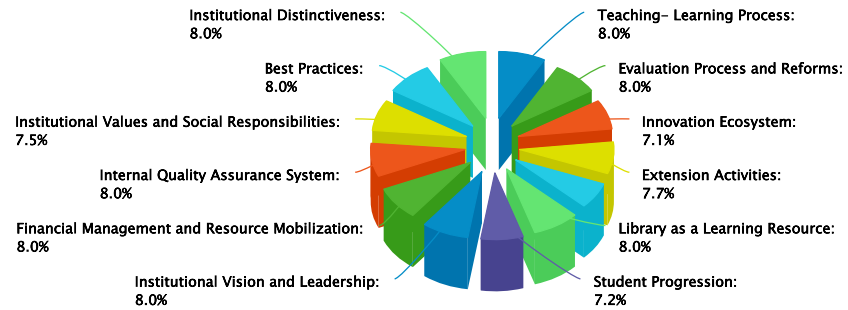 Institutional Distinctiveness:
8.0%
Teaching- Learning Process:
8.0%
Best Practices:
8.0%
Evaluation Process and Reforms:
8.0%
Institutional Values and Social Responsibilities:
7.5%
Innovation Ecosystem:
7.1%
Internal Quality Assurance System:
8.0%
Extension Activities:
7.7%
Financial Management and Resource Mobilization:
8.0%
Library as a Learning Resource:
8.0%
Institutional Vision and Leadership:
8.0%
Student Progression:
7.2%